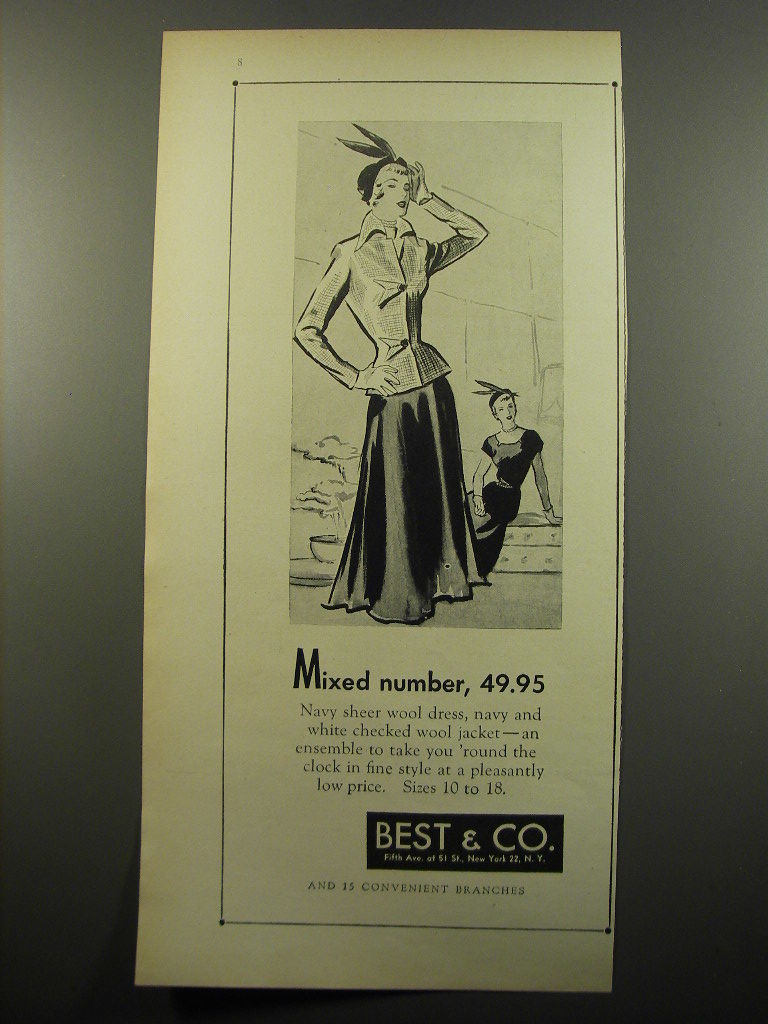 8
Mixed number, 49.95
Navy sheer wool dress, navy and
white checked wool jacket—an
ensemble to take you 'round the
clock in fine style at a pleasantly
low price. Sizes 10 to 18.
BEST & CO.
Fifth Ave. at 51 St., New York 22, N. Y.
AND 15 CONVENIENT BRANCHES